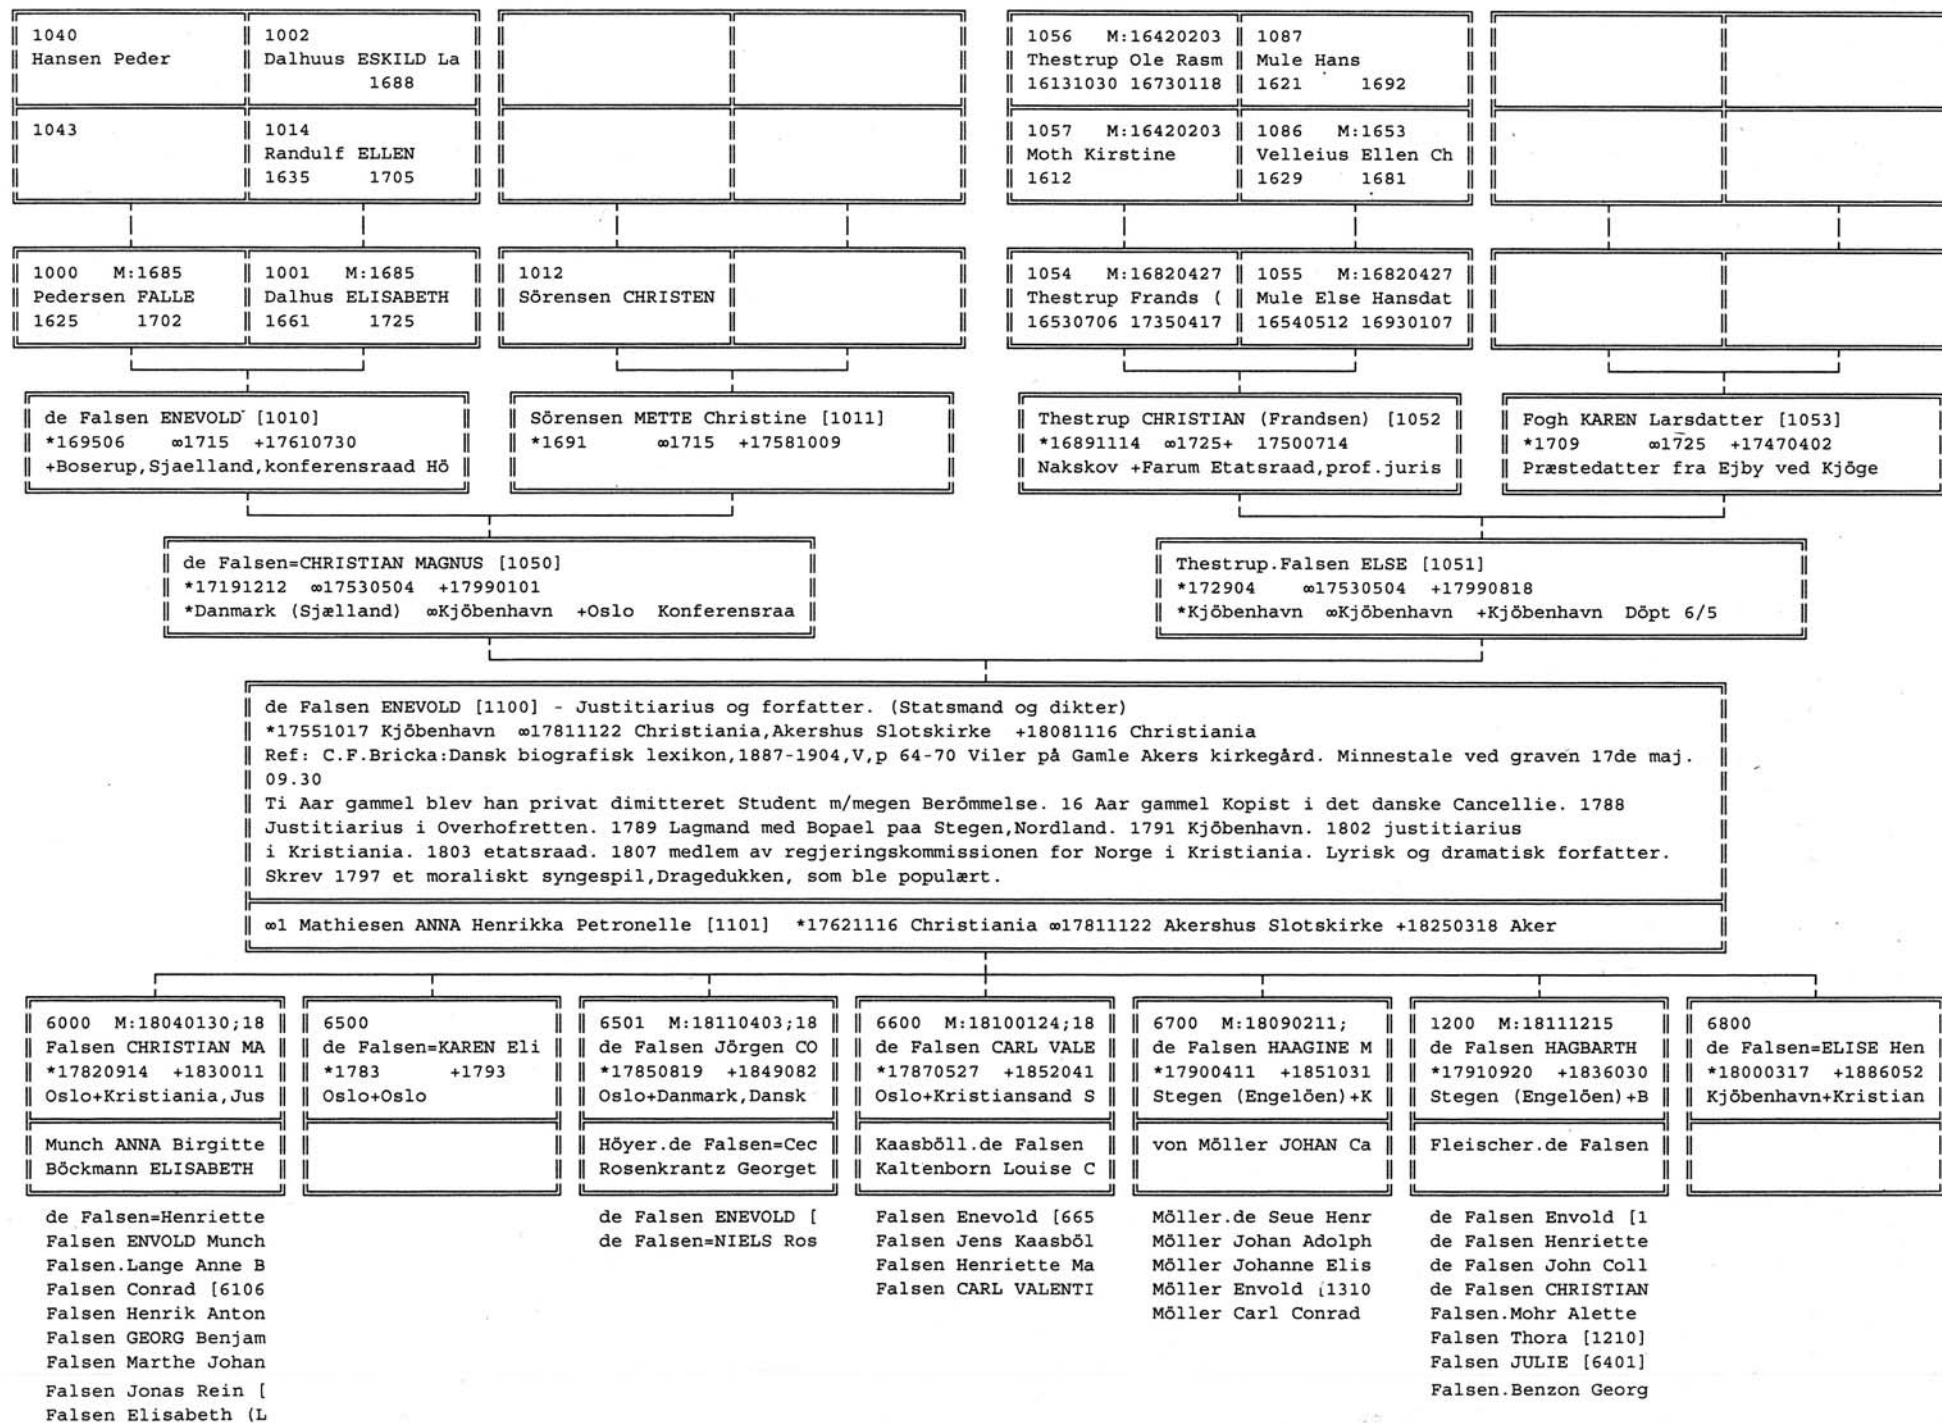 1040
Hansen Peder
1002
Dalhuus ESKILD La
1688
1056 M:16420203
Thestrup Ole Rasm
16131030 16730118
1087
Mule Hans
1621 1692
1043
1014
Randulf ELLEN
1635 1705
1057 M:16420203
Moth Kirstine
1612
1086 M:1653
Velleius Ellen Ch
1629 1681
1000 M:1685
Pedersen FALLE
1625 1702
1001 M:1685
Dalhus ELISABETH
1661 1725
1012
Sörensen CHRISTEN
1054 M:16820427
Thestrup Frands (
16530706 17350417
1055 M:16820427
Mule Else Hansdat
16540512 16930107
de Falsen ENEVOLD [1010]
*169506 ∞1715 +17610730
+Boserup,Sjaelland,konferensraad Hö
Sörensen METTE Christine [1011]
*1691 ∞1715 +17581009
Thestrup CHRISTIAN (Frandsen) [1052
*16891114 ∞1725+ 17500714
Nakskov +Farum Etatsraad,prof.juris
Fogh KAREN Larsdatter [1053]
*1709 ∞1725 +17470402
Præstedatter fra Ejby ved Kjöge
de Falsen=CHRISTIAN MAGNUS [1050]
*17191212 ∞17530504 +17990101
*Danmark (Sjælland) ∞Kjöbenhavn +Oslo Konferensraa
Thestrup.Falsen ELSE [1051]
*172904 ∞17530504 +17990818
*Kjöbenhavn ∞Kjöbenhavn +Kjöbenhavn Döpt 6/5
de Falsen ENEVOLD [1100] - Justitiarius og forfatter. (Statsmand og dikter)
*17551017 Kjöbenhavn ∞17811122 Christiania,Akershus Slotskirke +18081116 Christiania
Ref: C.F.Bricka:Dansk biografisk lexikon,1887-1904,V,p 64-70 Viler på Gamle Akers kirkegård. Minnestale ved graven 17de maj.
09.30
Ti Aar gammel blev han privat dimitteret Student m/megen Berömmelse. 16 Aar gammel Kopist i det danske Cancellie. 1788
Justitiarius i Overhofretten. 1789 Lagmand med Bopael paa Stegen,Nordland. 1791 Kjöbenhavn. 1802 justitiarius
i Kristiania. 1803 etatsraad. 1807 medlem av regjeringskommissionen for Norge i Kristiania. Lyrisk og dramatisk forfatter.
Skrev 1797 et moraliskt syngespil,Dragedukken, som ble populært.
∞1 Mathiesen ANNA Henrikka Petronelle [1101] *17621116 Christiania ∞17811122 Akershus Slotskirke +18250318 Aker
6000 M:18040130;18
Falsen CHRISTIAN MA
*17820914 +1830011
Oslo+Kristiania,Jus
Munch ANNA Birgitte
Böckmann ELISABETH
de Falsen=Henriette
Falsen ENVOLD Munch
Falsen.Lange Anne B
Falsen Conrad [6106
Falsen Henrik Anton
Falsen GEORG Benjam
Falsen Marthe Johan
Falsen Jonas Rein [
Falsen Elisabeth (L
6500
de Falsen=KAREN Eli
*1783 +1793
Oslo+Oslo
6501 M:18110403;18
de Falsen Jörgen CO
*17850819 +1849082
Oslo+Danmark,Dansk
Höyer.de Falsen=Cec
Rosenkrantz Georget
de Falsen ENEVOLD [
de Falsen=NIELS Ros
6600 M:18100124;18
de Falsen CARL VALE
*17870527 +1852041
Oslo+Kristiansand S
Kaasböll.de Falsen
Kaltenborn Louise C
Falsen Enevold [665
Falsen Jens Kaasböl
Falsen Henriette Ma
Falsen CARL VALENTI
6700 M:18090211;
de Falsen HAAGINE M
*17900411 +1851031
Stegen (Engelöen)+K
von Möller JOHAN Ca
Möller.de Seue Henr
Möller Johan Adolph
Möller Johanne Elis
Möller Envold [1310
Möller Carl Conrad
1200 M:18111215
de Falsen HAGBARTH
*17910920 +1836030
Stegen (Engelöen)+B
Fleischer.de Falsen
de Falsen Envold [1
de Falsen Henriette
de Falsen John Coll
de Falsen CHRISTIAN
Falsen.Mohr Alette
Falsen Thora [1210]
Falsen JULIE [6401]
Falsen.Benzon Georg
6800
de Falsen=ELISE Hen
*18000317 +1886052
Kjöbenhavn+Kristian